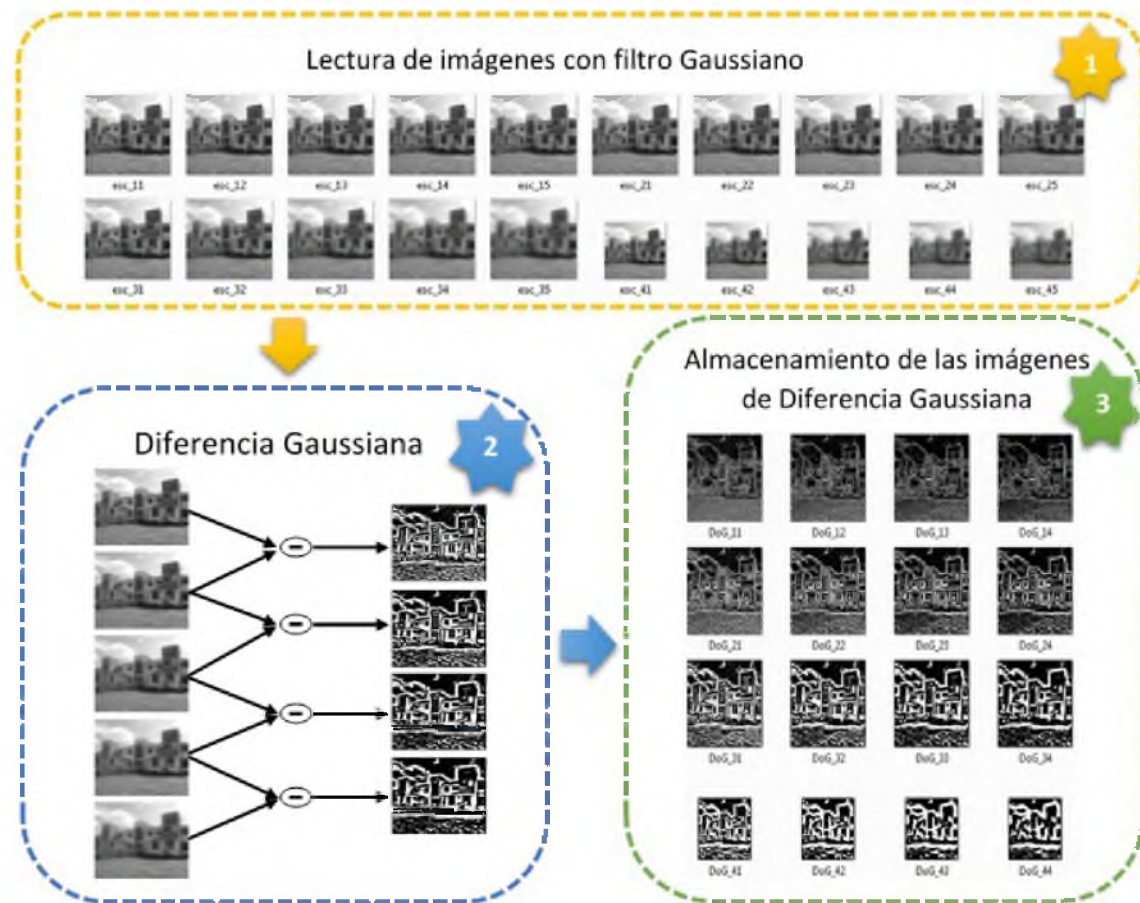 Lectura de imágenes con filtro Gaussiano
1
esc_11 esc_12 esc_13 esc_14 esc_15 esc_21 esc_22 esc_23 esc_24 esc_25
esc_31 esc_32 esc_33 esc_34 esc_35 esc_41 esc_42 esc_43 esc_44 esc_45
Diferencia Gaussiana
2
Almacenamiento de las imágenes
de Diferencia Gaussiana
3
DoG_11 DoG_12 DoG_13 DoG_14
DoG_21 DoG_22 DoG_23 DoG_24
DoG_31 DoG_32 DoG_33 DoG_34
DoG_41 DoG_42 DoG_43 DoG_44